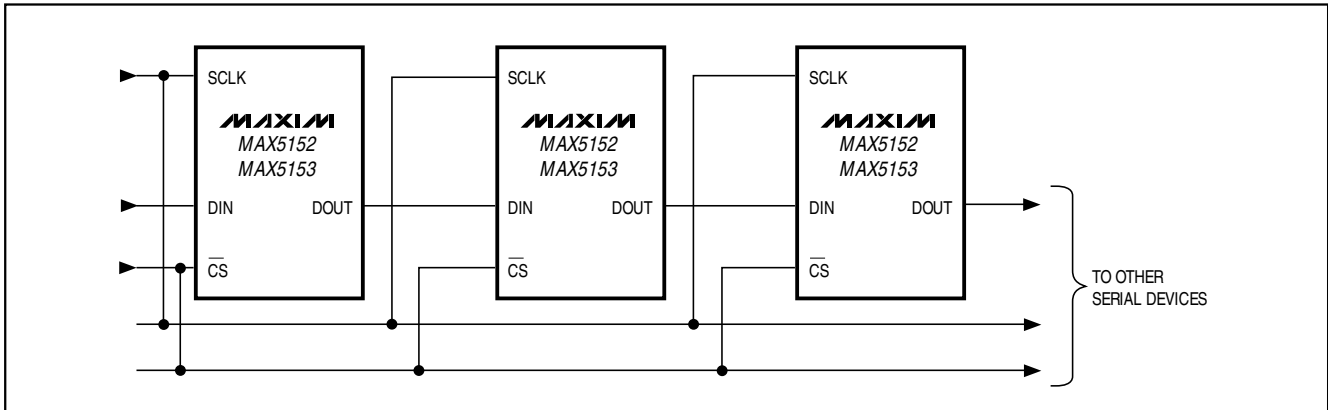 SCLK
MAXIM
MAX5152
MAX5153
DIN DOUT
CS
SCLK
MAXIM
MAX5152
MAX5153
DIN DOUT
CS
SCLK
MAXIM
MAX5152
MAX5153
DIN DOUT
CS
TO OTHER
SERIAL DEVICES